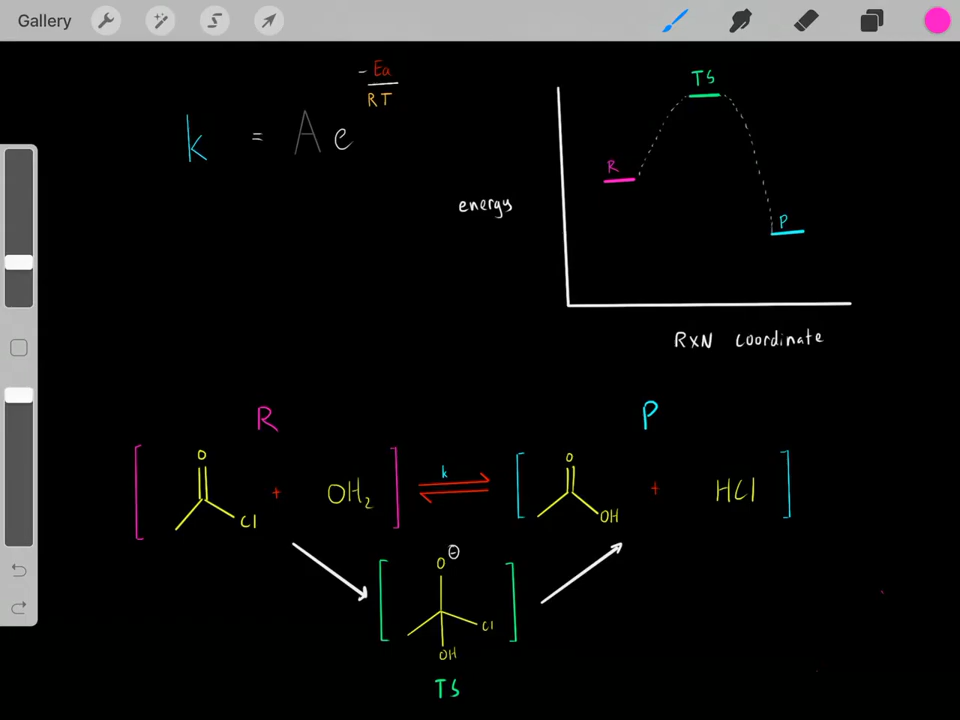 Gallery
k = A e
-Ea
RT
TS
R
P
energy
RXN coordinate
R
P
O
Cl
+
OH₂
k
O
OH
+
HCl
O ⊖
Cl
OH
TS